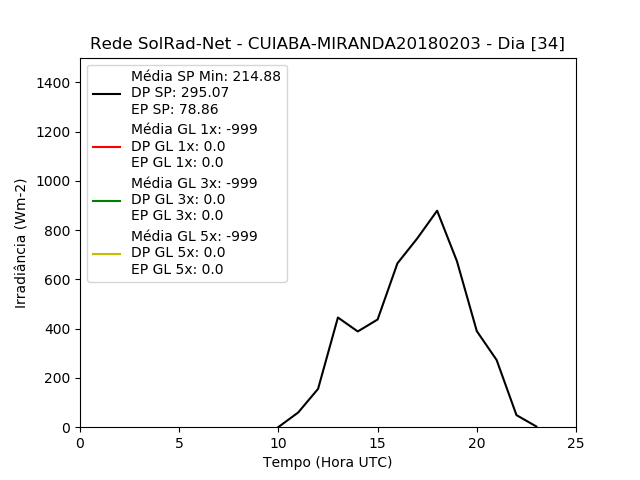 Rede SolRad-Net - CUIABA-MIRANDA20180203 - Dia [34]
Média SP Min: 214.88
DP SP: 295.07
EP SP: 78.86
Média GL 1x: -999
DP GL 1x: 0.0
EP GL 1x: 0.0
Média GL 3x: -999
DP GL 3x: 0.0
EP GL 3x: 0.0
Média GL 5x: -999
DP GL 5x: 0.0
EP GL 5x: 0.0
Irradiância (Wm-2)
1400
1200
1000
800
600
400
200
0
0 5 10 15 20 25
Tempo (Hora UTC)